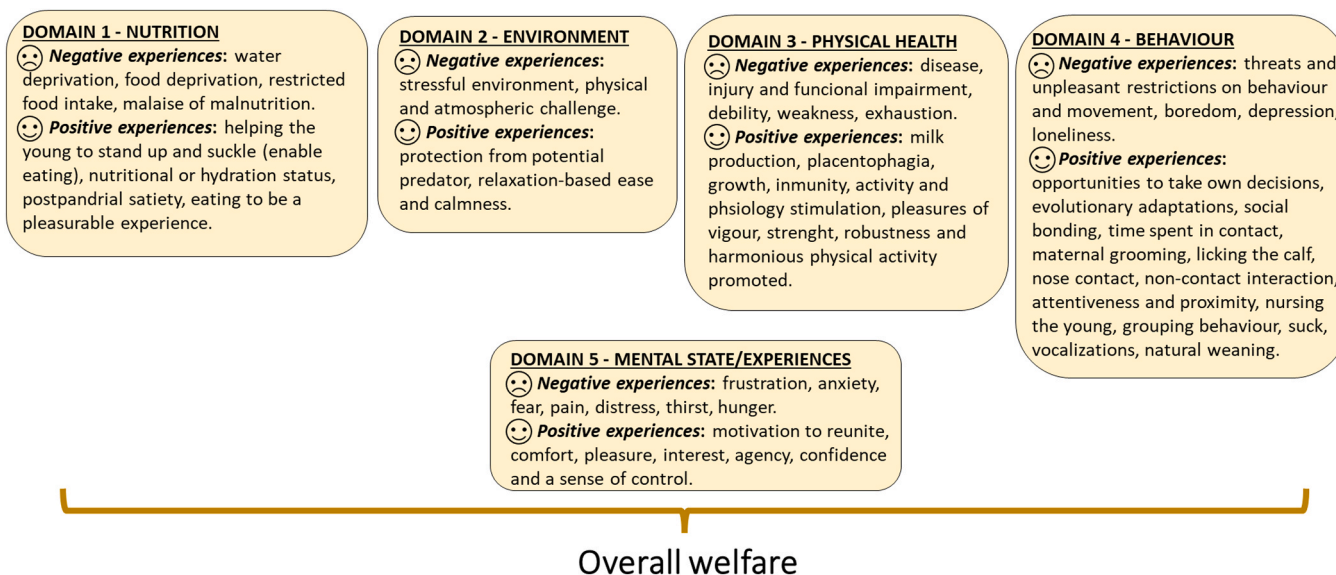 DOMAIN 1 - NUTRITION
Negative experiences: water
deprivation, food deprivation, restricted
food intake, malaise of malnutrition.
Positive experiences: helping the
young to stand up and suckle (enable
eating), nutritional or hydration status,
postpandrial satiety, eating to be a
pleasurable experience.
DOMAIN 2 - ENVIRONMENT
Negative experiences:
stressful environment, physical
and atmospheric challenge.
Positive experiences:
protection from potential
predator, relaxation-based ease
and calmness.
DOMAIN 3 - PHYSICAL HEALTH
Negative experiences: disease,
injury and funcional impairment,
debility, weakness, exhaustion.
Positive experiences: milk
production, placentophagia,
growth, inmunity, activity and
phsiology stimulation, pleasures of
vigour, strenght, robustness and
harmonious physical activity
promoted.
DOMAIN 4 - BEHAVIOUR
Negative experiences: threats and
unpleasant restrictions on behaviour
and movement, boredom, depression,
loneliness.
Positive experiences:
opportunities to take own decisions,
evolutionary adaptations, social
bonding, time spent in contact,
maternal grooming, licking the calf,
nose contact, non-contact interaction,
attentiveness and proximity, nursing
the young, grouping behaviour, suck,
vocalizations, natural weaning.
DOMAIN 5 - MENTAL STATE/EXPERIENCES
Negative experiences: frustration, anxiety,
fear, pain, distress, thirst, hunger.
Positive experiences: motivation to reunite,
comfort, pleasure, interest, agency, confidence
and a sense of control.
Overall welfare